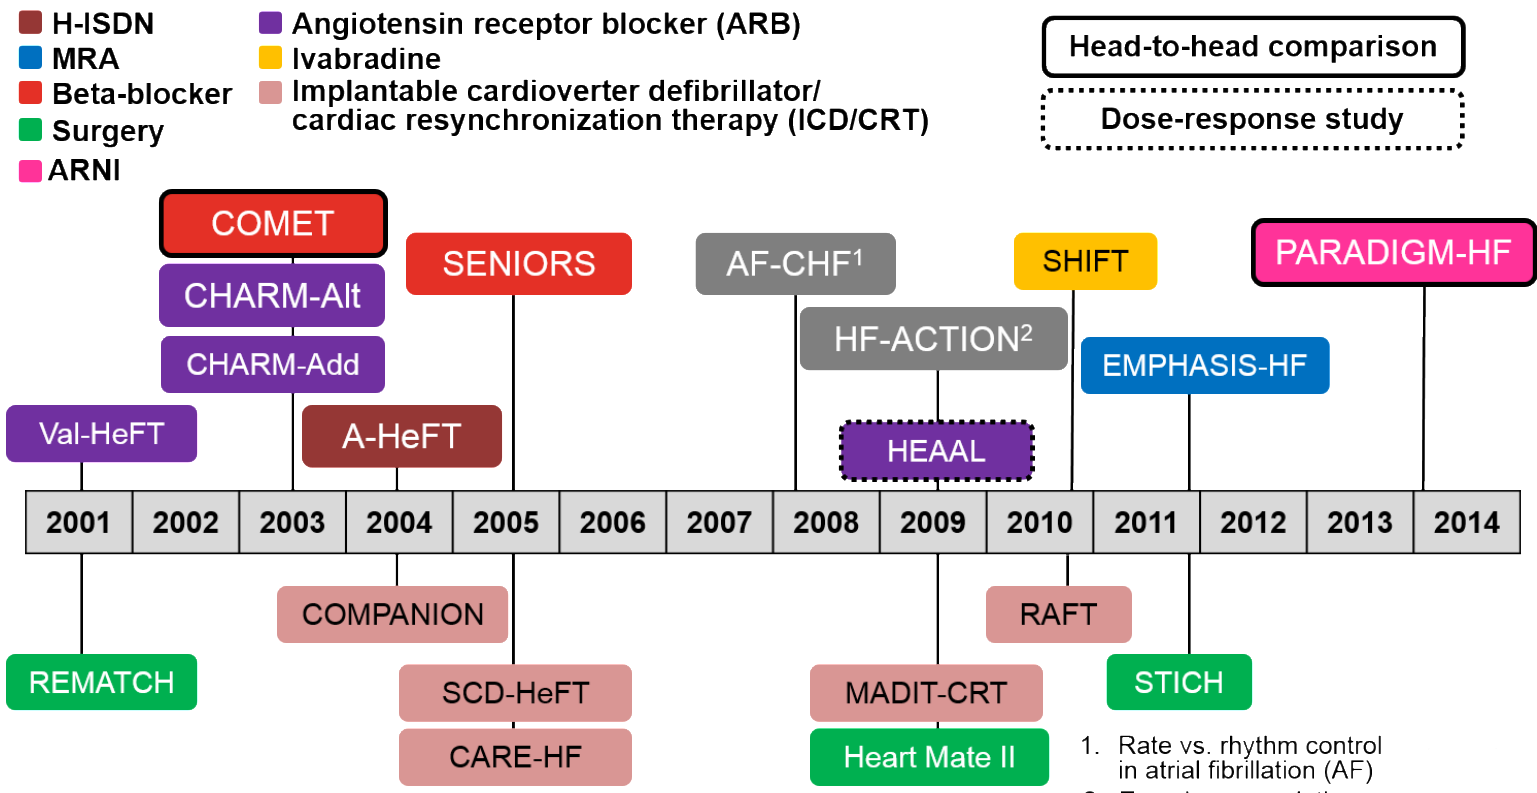 H-ISDN
MRA
Beta-blocker
Surgery
ARNI
Angiotensin receptor blocker (ARB)
Ivabradine
Implantable cardioverter defibrillator/
cardiac resynchronization therapy (ICD/CRT)
Head-to-head comparison
Dose-response study
COMET
CHARM-Alt
CHARM-Add
Val-HeFT
A-HeFT
SENIORS
AF-CHF¹
HF-ACTION²
HEAAL
SHIFT
EMPHASIS-HF
PARADIGM-HF
2001 2002 2003 2004 2005 2006 2007 2008 2009 2010 2011 2012 2013 2014
COMPANION
REMATCH
SCD-HeFT
CARE-HF
RAFT
MADIT-CRT
Heart Mate II
STICH
1. Rate vs. rhythm control
in atrial fibrillation (AF)